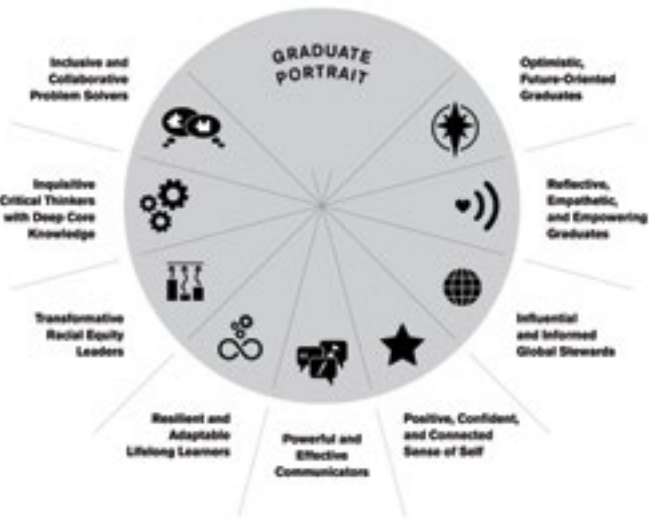 GRADUATE
PORTRAIT
Optimistic,
Future-Oriented
Graduates
Reflective,
Empathetic,
and Empowering
Graduates
Influential
and Informed
Global Stewards
Positive, Confident,
and Connected
Sense of Self
Powerful and
Effective
Communicators
Resilient and
Adaptable
Lifelong Learners
Transformative
Racial Equity
Leaders
Inquisitive
Critical Thinkers
with Deep Core
Knowledge
Inclusive and
Collaborative
Problem Solvers